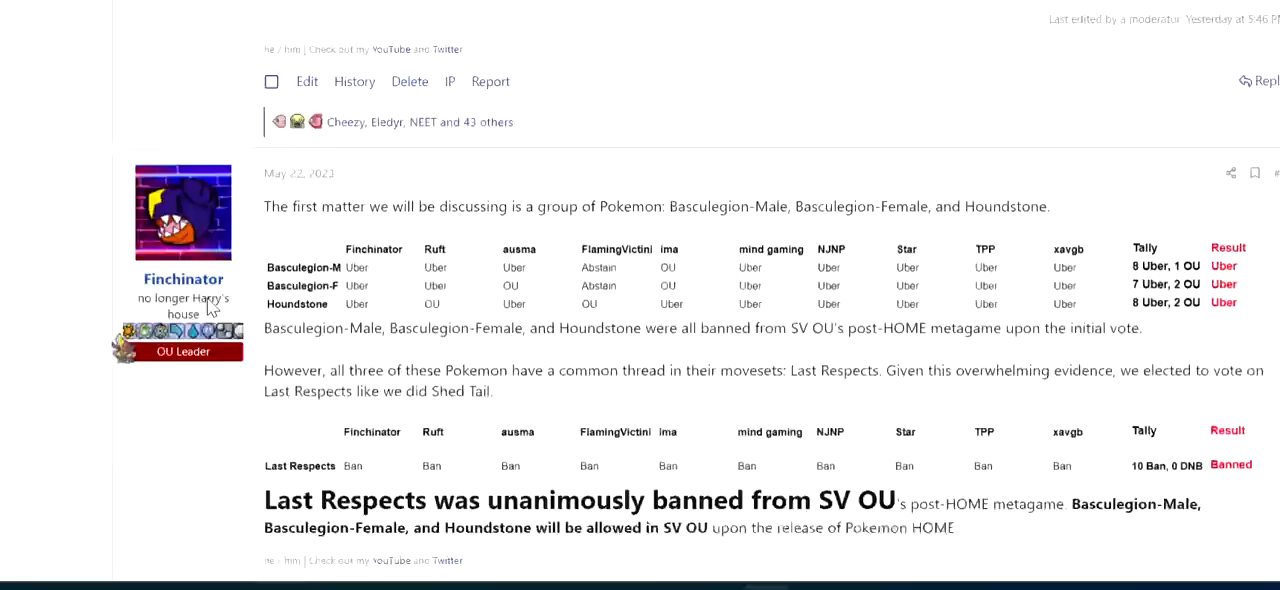 Last edited by a moderator: Yesterday at 5:46 PM
he / him | Check out my YouTube and Twitter
Edit History Delete IP Report
Repl
Cheezy, Eledyr, NEET and 43 others
May 22, 2023
Finchinator
no longer Harry's
house
OU Leader
The first matter we will be discussing is a group of Pokemon: Basculegion-Male, Basculegion-Female, and Houndstone.
Finchinator Ruft ausma FlamingVictini ima mind gaming NJNP Star TPP xavgb Tally Result
Basculegion-M Uber Uber Uber Abstain OU Uber Uber Uber Uber Uber 8 Uber, 1 OU Uber
Basculegion-F Uber Uber OU Abstain OU Uber Uber Uber Uber Uber 7 Uber, 2 OU Uber
Houndstone Uber OU Uber OU Uber Uber Uber Uber Uber Uber 8 Uber, 2 OU Uber
Basculegion-Male, Basculegion-Female, and Houndstone were all banned from SV OU's post-HOME metagame upon the initial vote.
However, all three of these Pokemon have a common thread in their movesets: Last Respects. Given this overwhelming evidence, we elected to vote on
Last Respects like we did Shed Tail.
Finchinator Ruft ausma FlamingVictini ima mind gaming NJNP Star TPP xavgb Tally Result
Last Respects Ban Ban Ban Ban Ban Ban Ban Ban Ban Ban 10 Ban, 0 DNB Banned
Last Respects was unanimously banned from SV OU's post-HOME metagame. Basculegion-Male,
Basculegion-Female, and Houndstone will be allowed in SV OU upon the release of Pokemon HOME
he / him | Check out my YouTube and Twitter